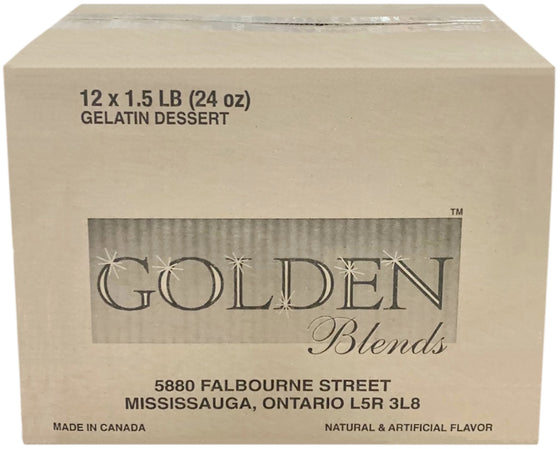 12 x 1.5 LB (24 oz)
GELATIN DESSERT
TM
GOLDEN
Blends
5880 FALBOURNE STREET
MISSISSAUGA, ONTARIO L5R 3L8
MADE IN CANADA
NATURAL & ARTIFICIAL FLAVOR